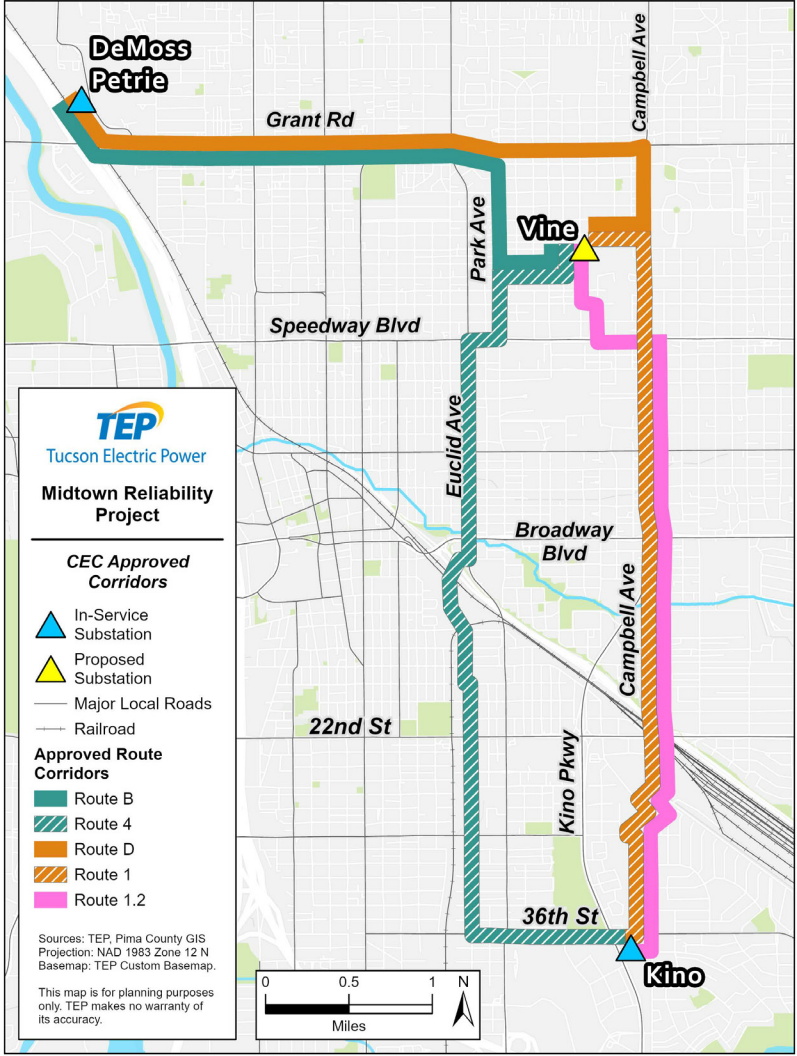 DeMoss
Petrie
Grant Rd
Campbell Ave
Park Ave
Vine
Speedway Blvd
Euclid Ave
Broadway
Blvd
Campbell Ave
22nd St
Kino Pkwy
36th St
Kino
TEP
Tucson Electric Power
Midtown Reliability
Project
CEC Approved
Corridors
In-Service
Substation
Proposed
Substation
Major Local Roads
Railroad
Approved Route
Corridors
Route B
Route 4
Route D
Route 1
Route 1.2
Sources: TEP, Pima County GIS
Projection: NAD 1983 Zone 12 N
Basemap: TEP Custom Basemap.
This map is for planning purposes
only. TEP makes no warranty of
its accuracy.
0 0.5 1
Miles
N